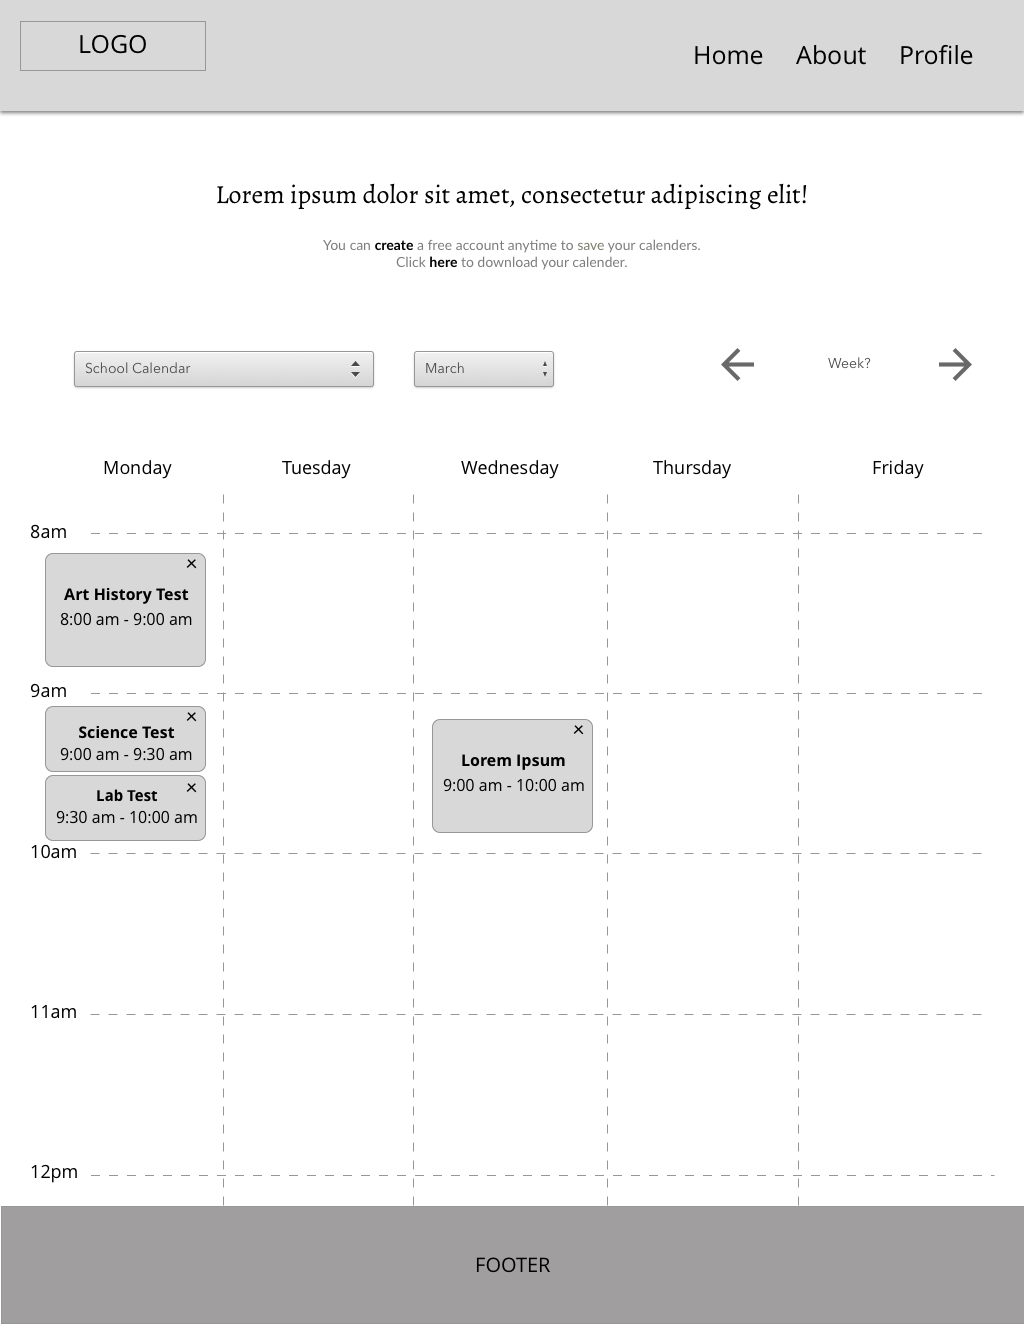 LOGO
Home About Profile
Lorem ipsum dolor sit amet, consectetur adipiscing elit!
You can create a free account anytime to save your calenders.
Click here to download your calender.
School Calendar
March
Week?
Monday Tuesday Wednesday Thursday Friday
8am
Art History Test
8:00 am - 9:00 am
9am
Science Test
9:00 am - 9:30 am
Lorem Ipsum
9:00 am - 10:00 am
Lab Test
9:30 am - 10:00 am
10am
11am
12pm
FOOTER